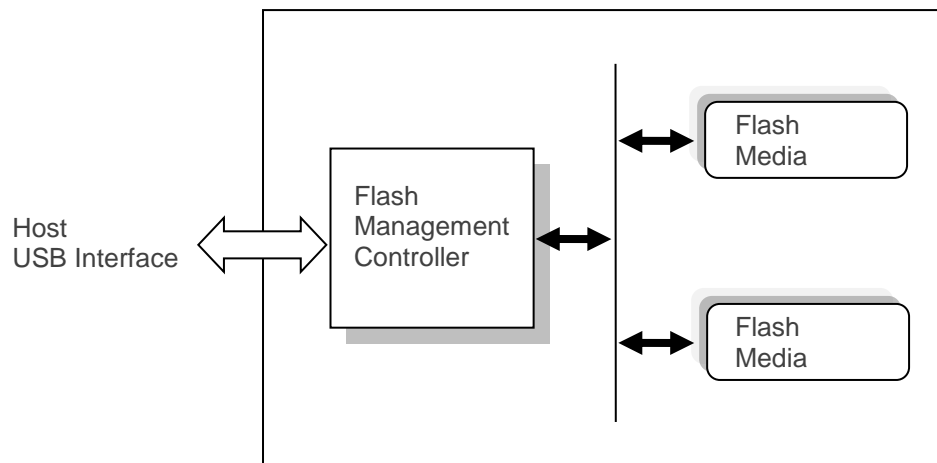 Host
USB Interface
Flash
Management
Controller
Flash
Media
Flash
Media